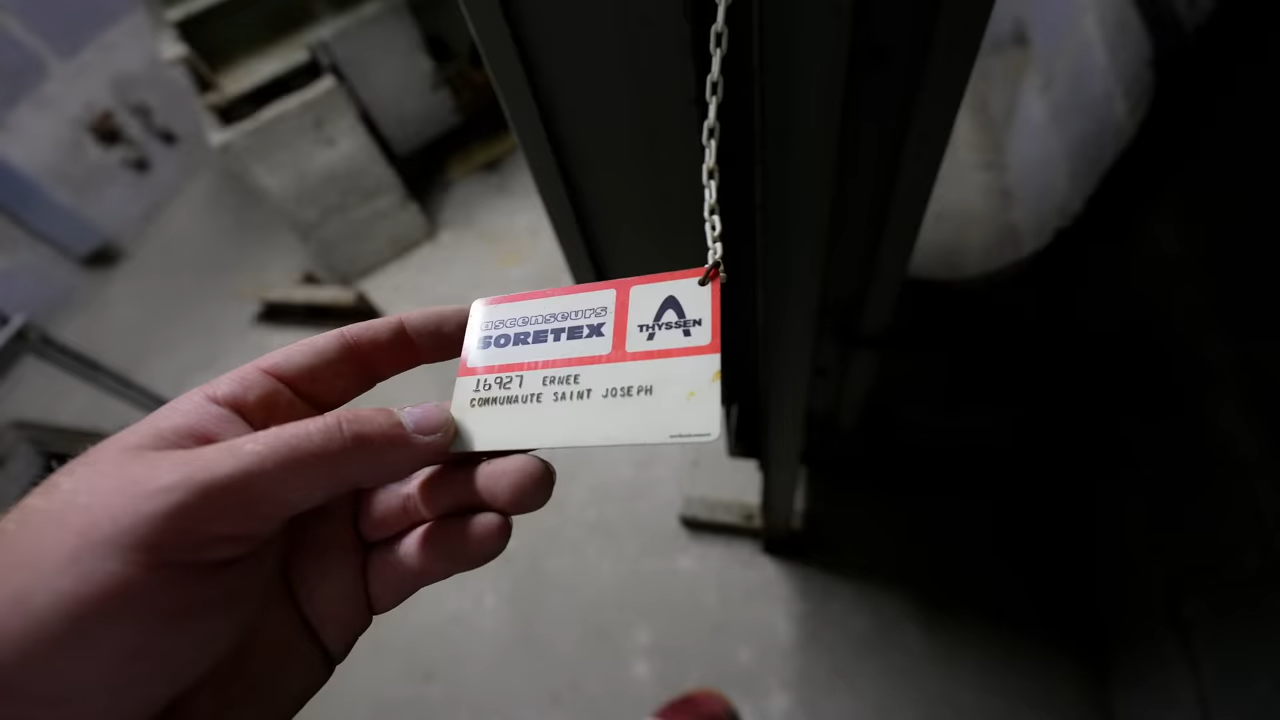 ascenseurs
SORETEX
THYSSEN
16927 ERNEE
COMMUNAUTE SAINT JOSEPH